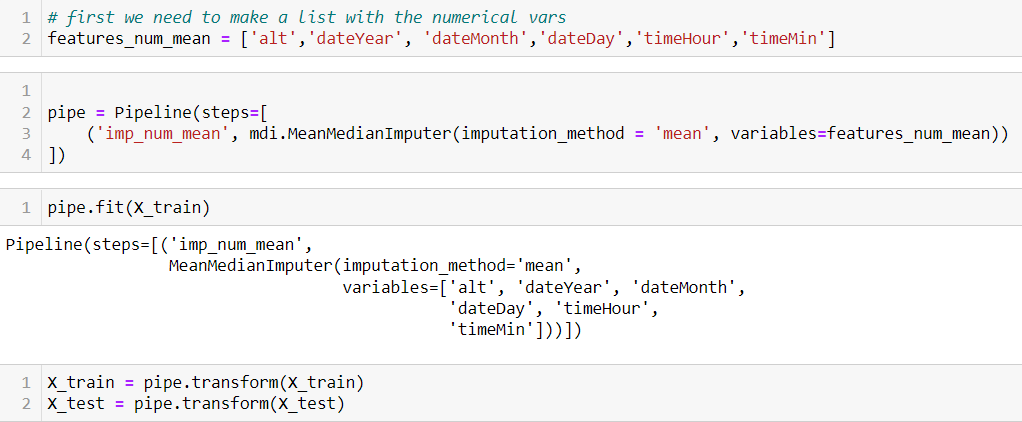 1 # first we need to make a list with the numerical vars
2 features_num_mean = ['alt','dateYear', 'dateMonth','dateDay','timeHour','timeMin']
1
2 pipe = Pipeline(steps=[
3     ('imp_num_mean', mdi.MeanMedianImputer(imputation_method = 'mean', variables=features_num_mean))
4 ])
1 pipe.fit(X_train)
Pipeline(steps=[('imp_num_mean',
                 MeanMedianImputer(imputation_method='mean',
                                   variables=['alt', 'dateYear', 'dateMonth',
                                              'dateDay', 'timeHour',
                                              'timeMin']))])
1 X_train = pipe.transform(X_train)
2 X_test = pipe.transform(X_test)